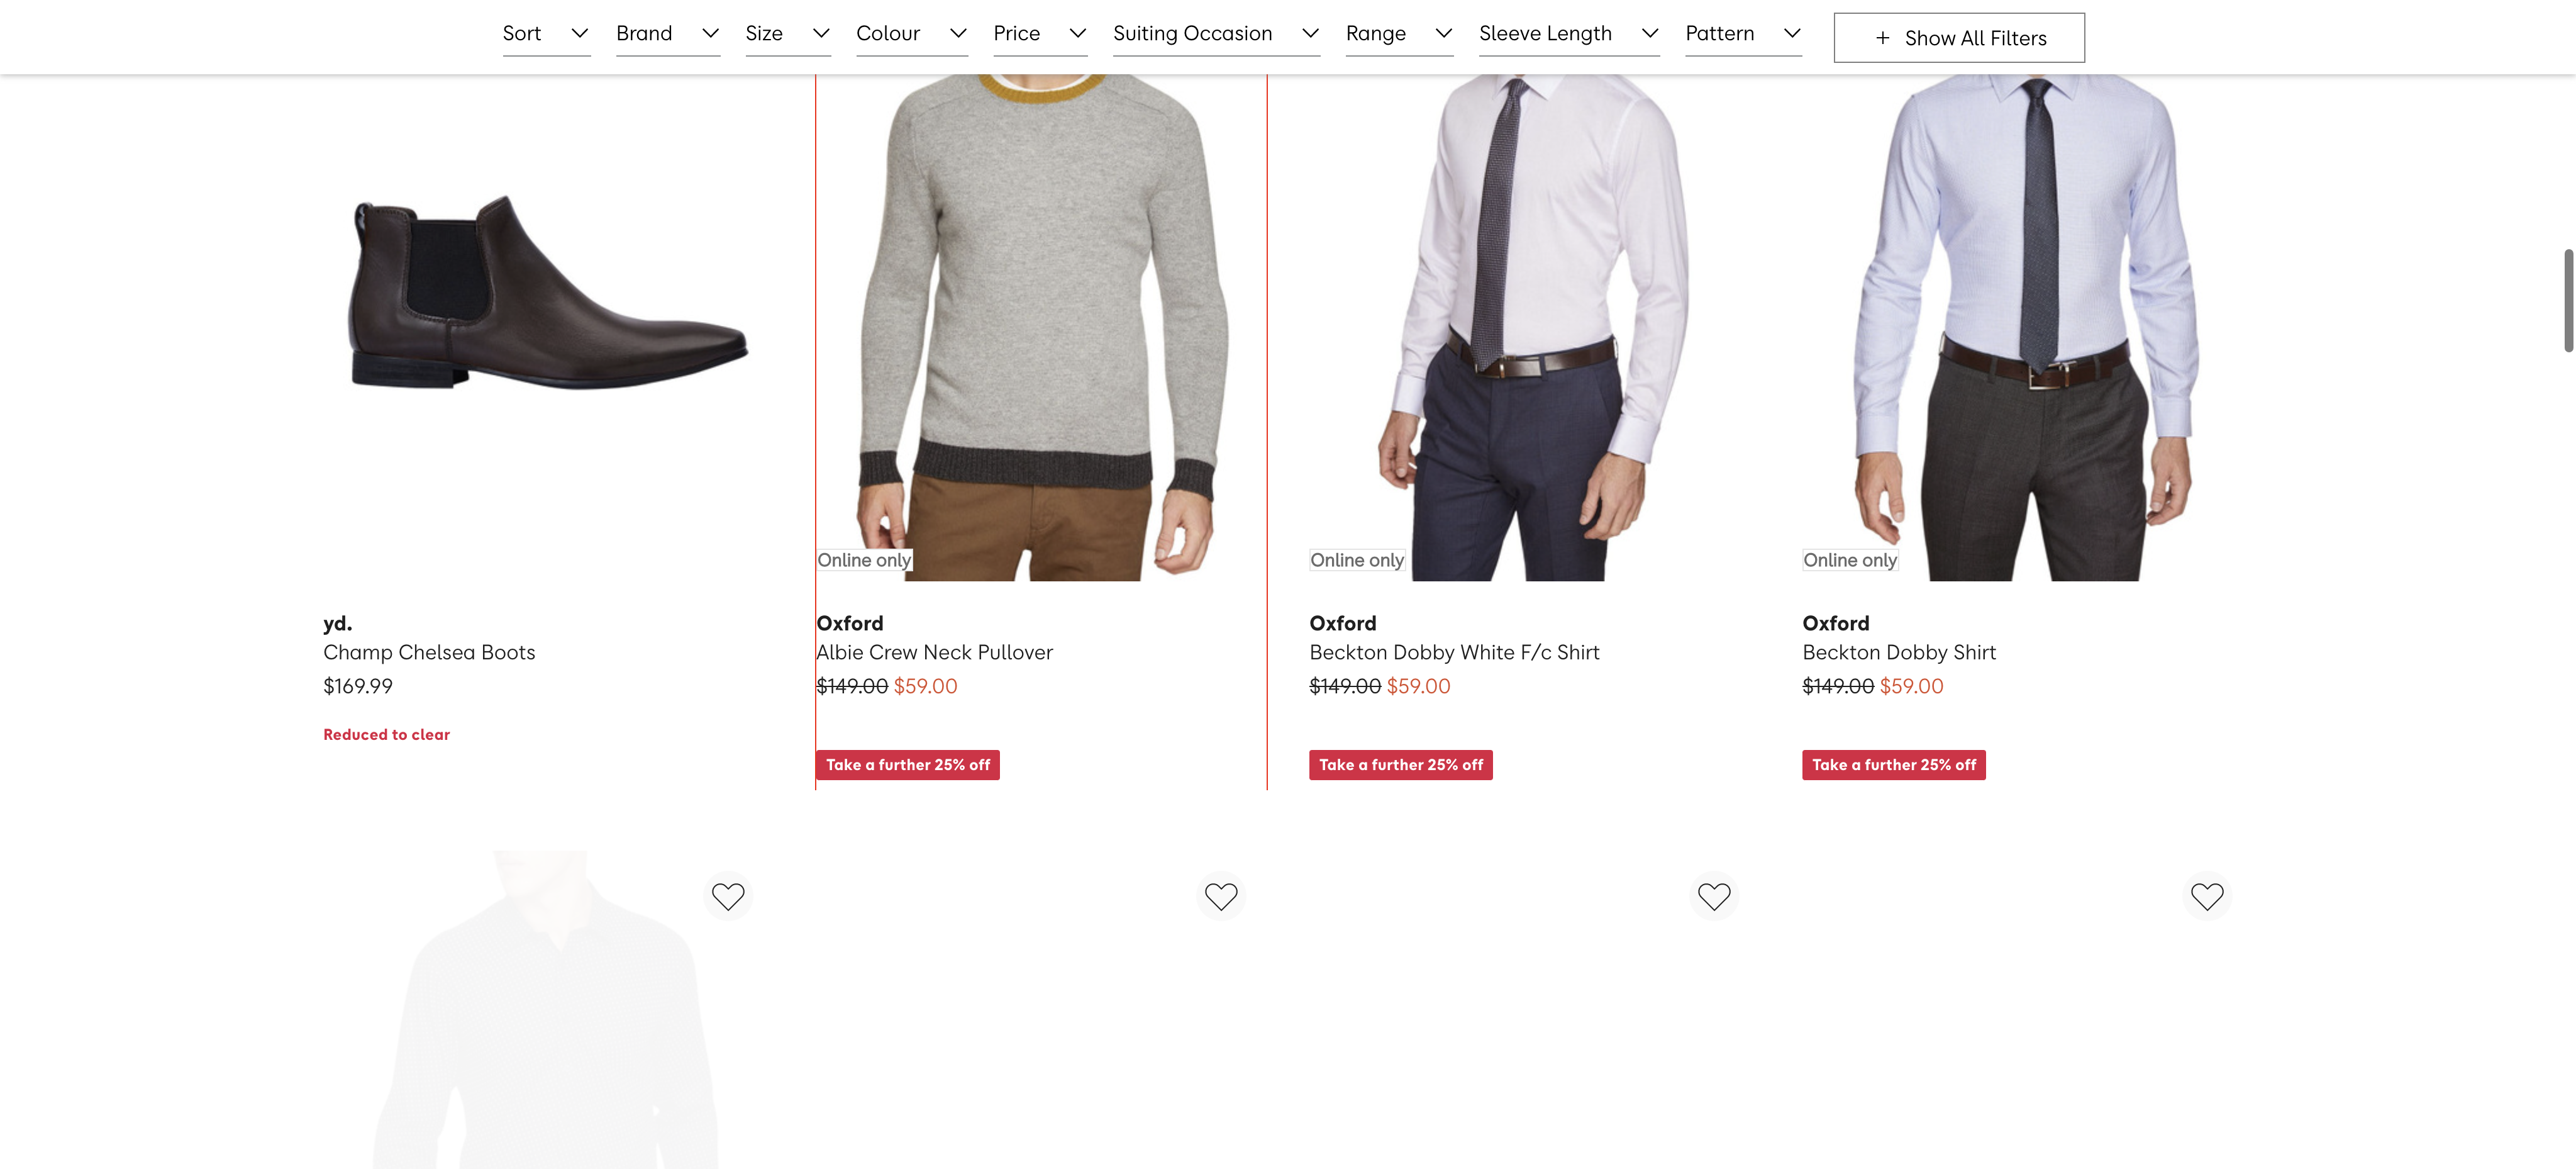 Sort
Brand
Size
Colour
Price
Suiting Occasion
Range
Sleeve Length
Pattern
+ Show All Filters
yd.
Champ Chelsea Boots
$169.99
Reduced to clear
Online only
Oxford
Albie Crew Neck Pullover
$149.00 $59.00
Take a further 25% off
Online only
Oxford
Beckton Dobby White F/c Shirt
$149.00 $59.00
Take a further 25% off
Online only
Oxford
Beckton Dobby Shirt
$149.00 $59.00
Take a further 25% off